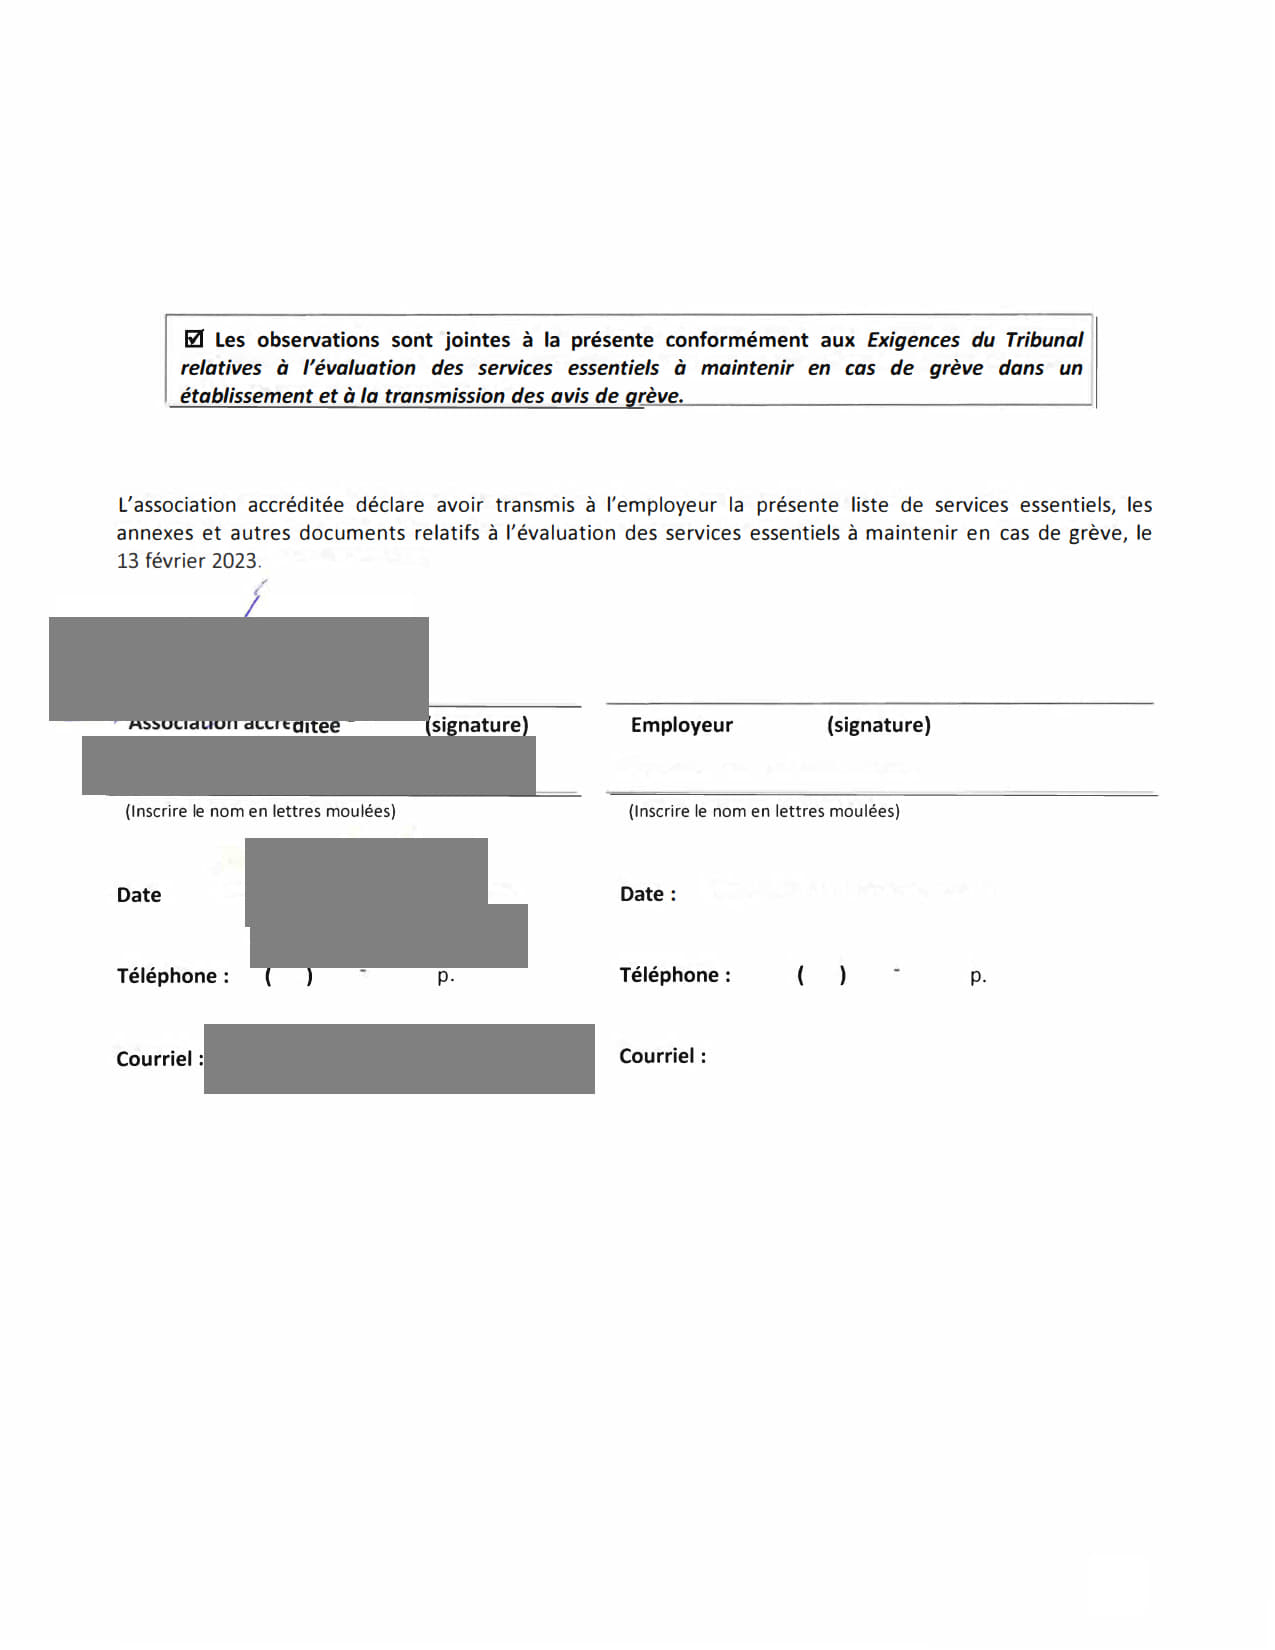 ☑ Les observations sont jointes à la présente conformément aux Exigences du Tribunal
relatives à l'évaluation des services essentiels à maintenir en cas de grève dans un
établissement et à la transmission des avis de grève.
L'association accréditée déclare avoir transmis à l'employeur la présente liste de services essentiels, les
annexes et autres documents relatifs à l'évaluation des services essentiels à maintenir en cas de grève, le
13 février 2023.
Association accréditée (signature) Employeur (signature)
(Inscrire le nom en lettres moulées) (Inscrire le nom en lettres moulées)
Date Date :
Téléphone : ( ) - p. Téléphone : ( ) - p.
Courriel : Courriel :